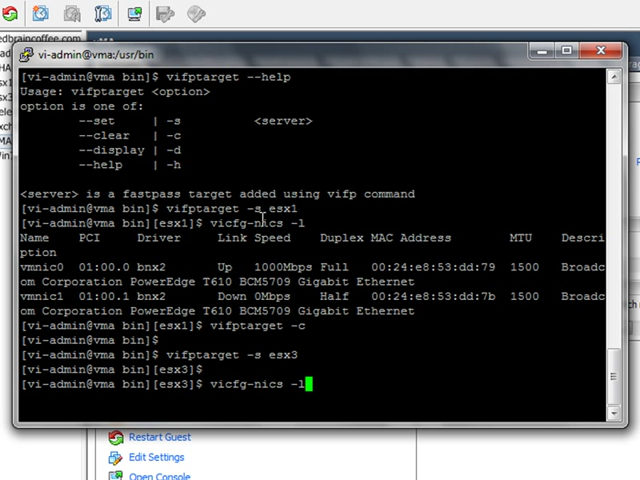 edbraincoffee.com
vi-admin@vma:/usr/bin
[vi-admin@vma bin]$ vifptarget --help
Usage: vifptarget <option>
option is one of:
--set | -s <server>
--clear | -c
--display | -d
--help | -h
<server> is a fastpass target added using vifp command
[vi-admin@vma bin]$ vifptarget -s esx1
[vi-admin@vma bin][esx1]$ vicfg-nics -l
Name PCI Driver Link Speed Duplex MAC Address MTU Descri
ption
vmnic0 01:00.0 bnx2 Up 1000Mbps Full 00:24:e8:53:dd:79 1500 Broadc
om Corporation PowerEdge T610 BCM5709 Gigabit Ethernet
vmnic1 01:00.1 bnx2 Down 0Mbps Half 00:24:e8:53:dd:7b 1500 Broadc
om Corporation PowerEdge T610 BCM5709 Gigabit Ethernet
[vi-admin@vma bin][esx1]$ vifptarget -c
[vi-admin@vma bin]$
[vi-admin@vma bin]$ vifptarget -s esx3
[vi-admin@vma bin][esx3]$
[vi-admin@vma bin][esx3]$ vicfg-nics -l
Restart Guest
Edit Settings
Open Console